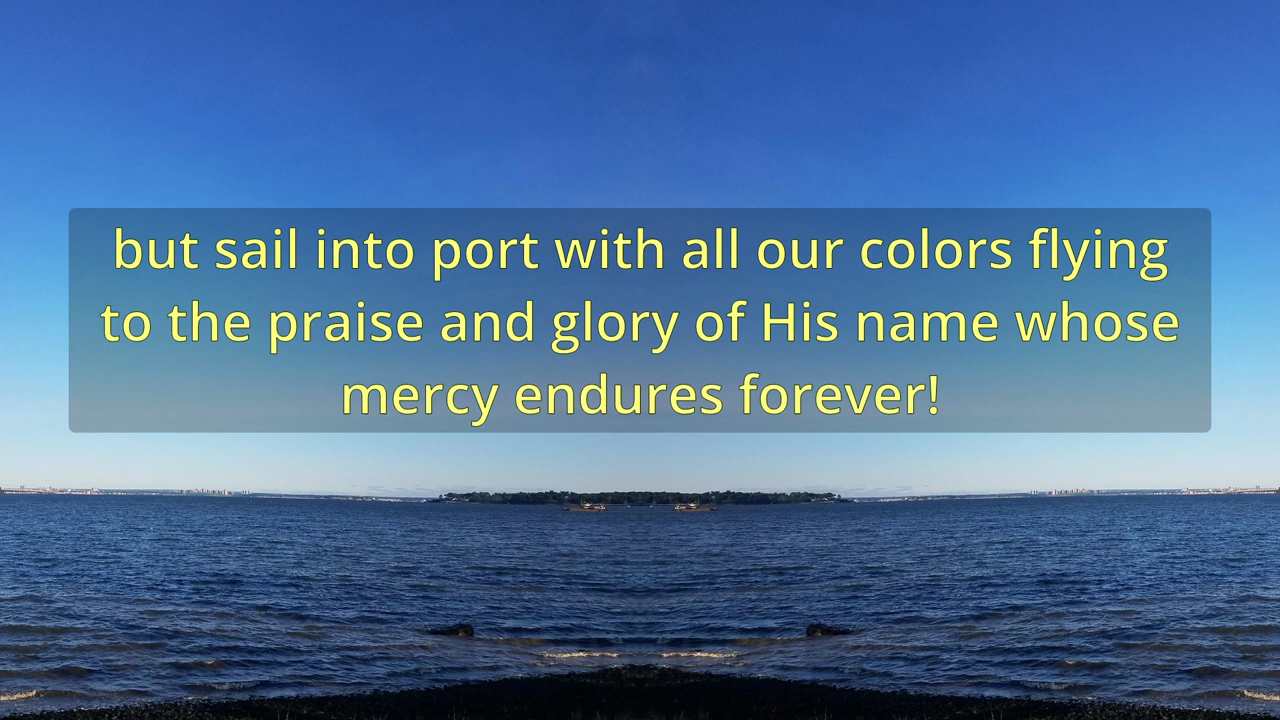 but sail into port with all our colors flying
to the praise and glory of His name whose
mercy endures forever!